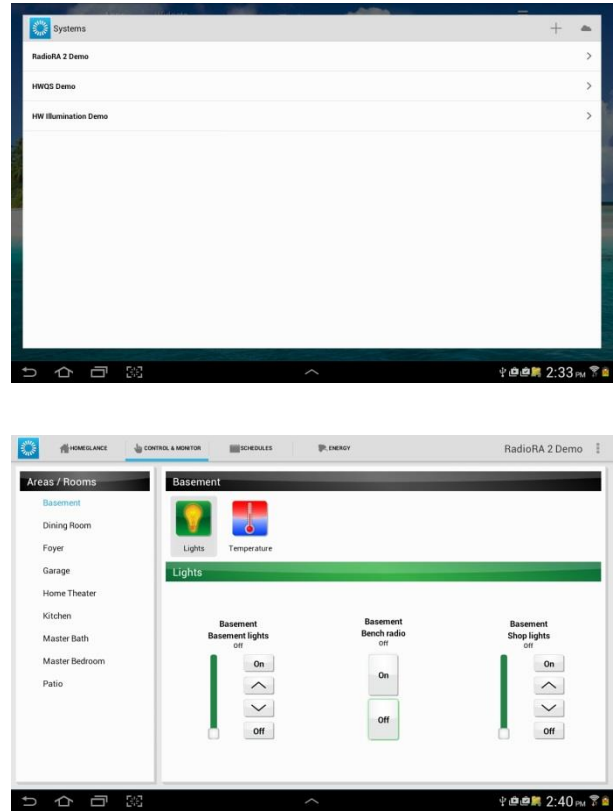 Systems
RadioRA 2 Demo
HWQS Demo
HW Illumination Demo
2:33 PM
HOMEGLANCE CONTROL & MONITOR SCHEDULES ENERGY RadioRA 2 Demo
Areas / Rooms
Basement
Dining Room
Foyer
Garage
Home Theater
Kitchen
Master Bath
Master Bedroom
Patio
Basement
Lights Temperature
Lights
Basement
Basement lights
Off
On
Off
Basement
Bench radio
Off
On
Off
Basement
Shop lights
Off
On
Off
2:40 PM